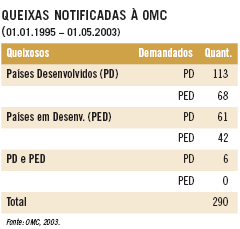 QUEIXAS NOTIFICADAS À OMC
(01.01.1995 – 01.05.2003)
Queixosos Demandados Quant.
Países Desenvolvidos (PD) PD 113
PED 68
Países em Desenv. (PED) PD 61
PED 42
PD e PED PD 6
PED 0
Total 290
Fonte: OMC, 2003.